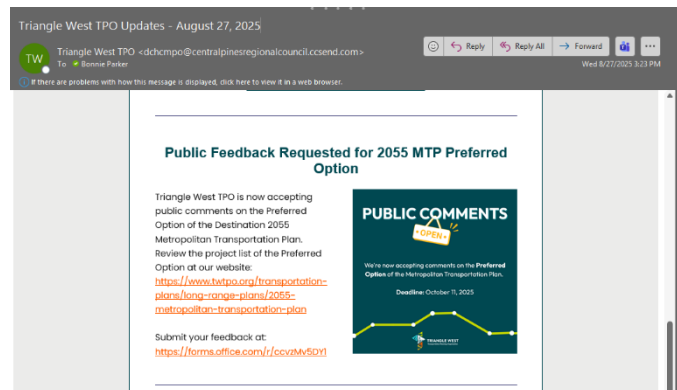 Triangle West TPO Updates - August 27, 2025
TW
Triangle West TPO <dchcmpo@centralpinesregionalcouncil.ccsend.com>
To Bonnie Parker
Reply
Reply All
Forward
Wed 8/27/2025 3:23 PM
If there are problems with how this message is displayed, click here to view it in a web browser.
Public Feedback Requested for 2055 MTP Preferred
Option
Triangle West TPO is now accepting
public comments on the Preferred
Option of the Destination 2055
Metropolitan Transportation Plan.
Review the project list of the Preferred
Option at our website:
https://www.twtpo.org/transportation-
plans/long-range-plans/2055-
metropolitan-transportation-plan
Submit your feedback at:
https://forms.office.com/r/ccvzMv5DY1
PUBLIC COMMENTS
OPEN
We're now accepting comments on the Preferred
Option of the Metropolitan Transportation Plan.
Deadline: October 11, 2025
TRIANGLE WEST